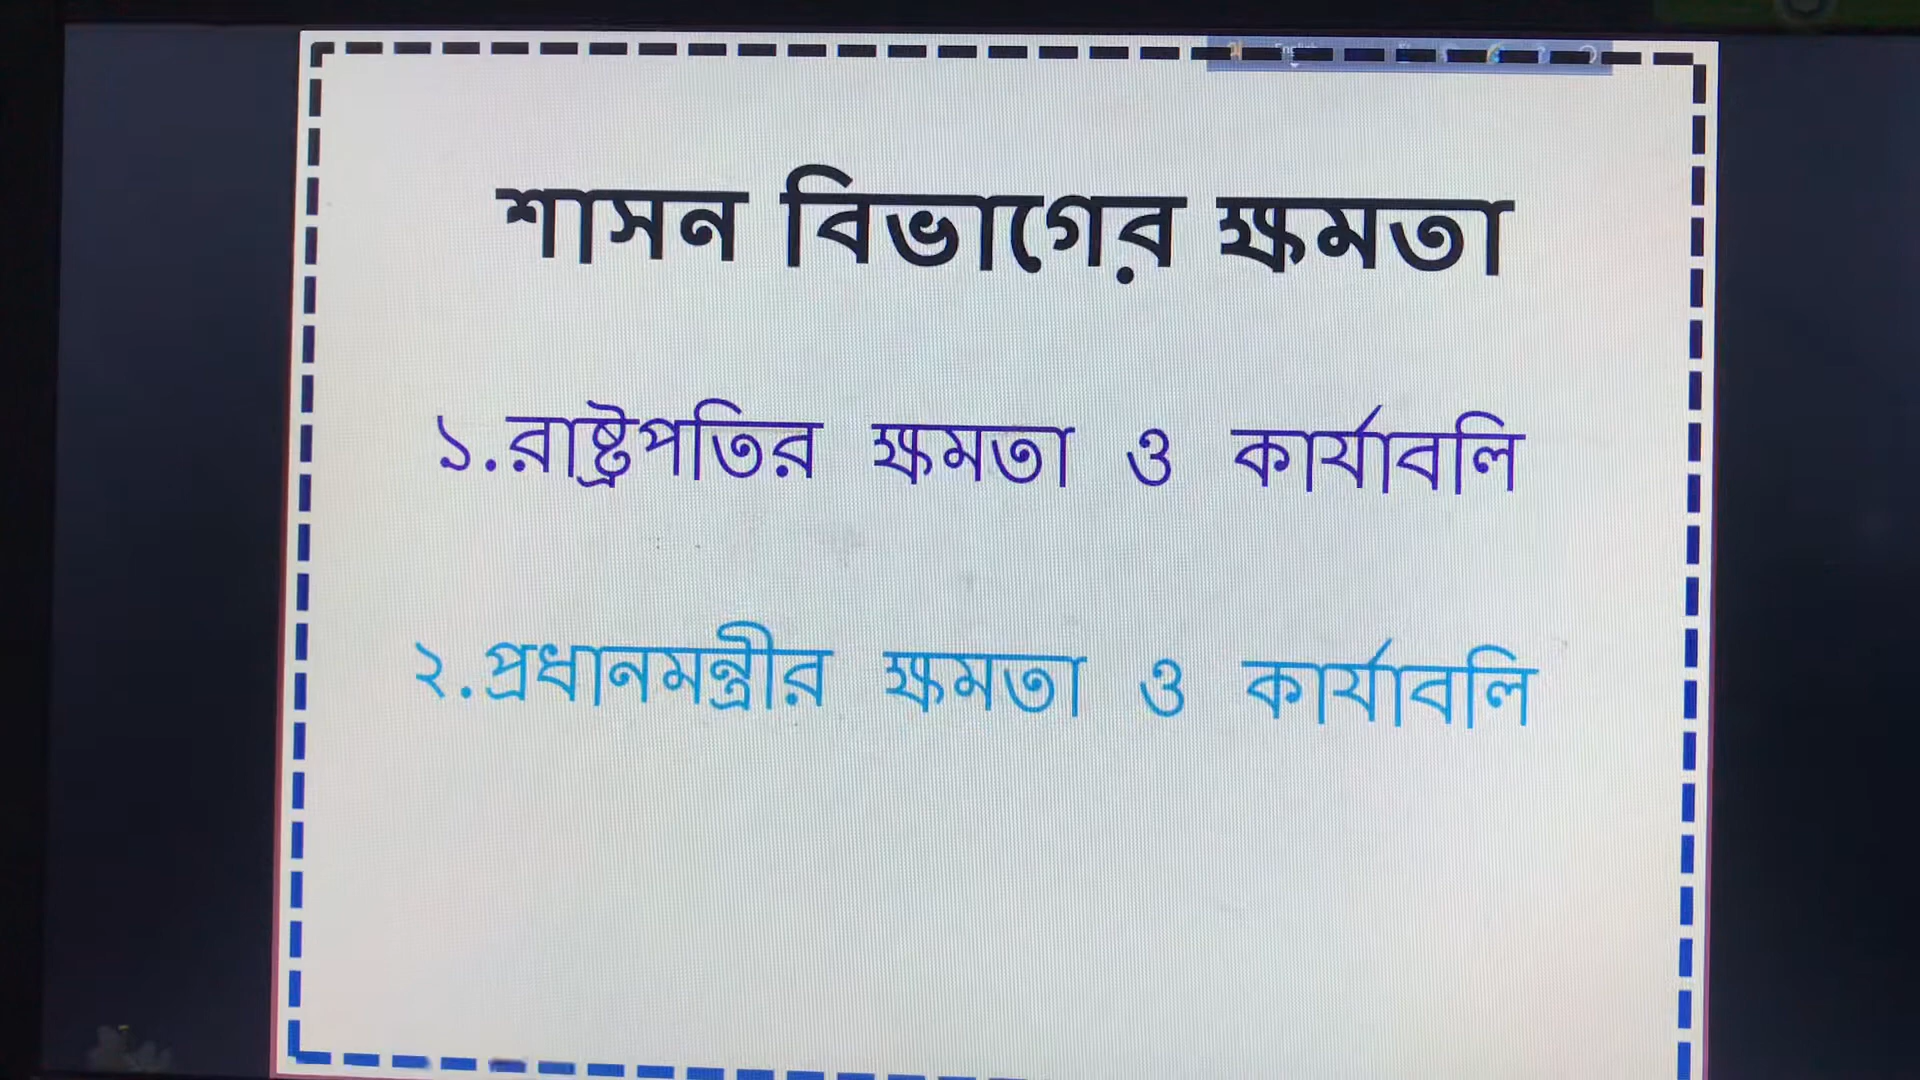 শাসন বিভাগের ক্ষমতা
১.রাষ্ট্রপতির ক্ষমতা ও কার্যাবলি
২.প্রধানমন্ত্রীর ক্ষমতা ও কার্যাবলি